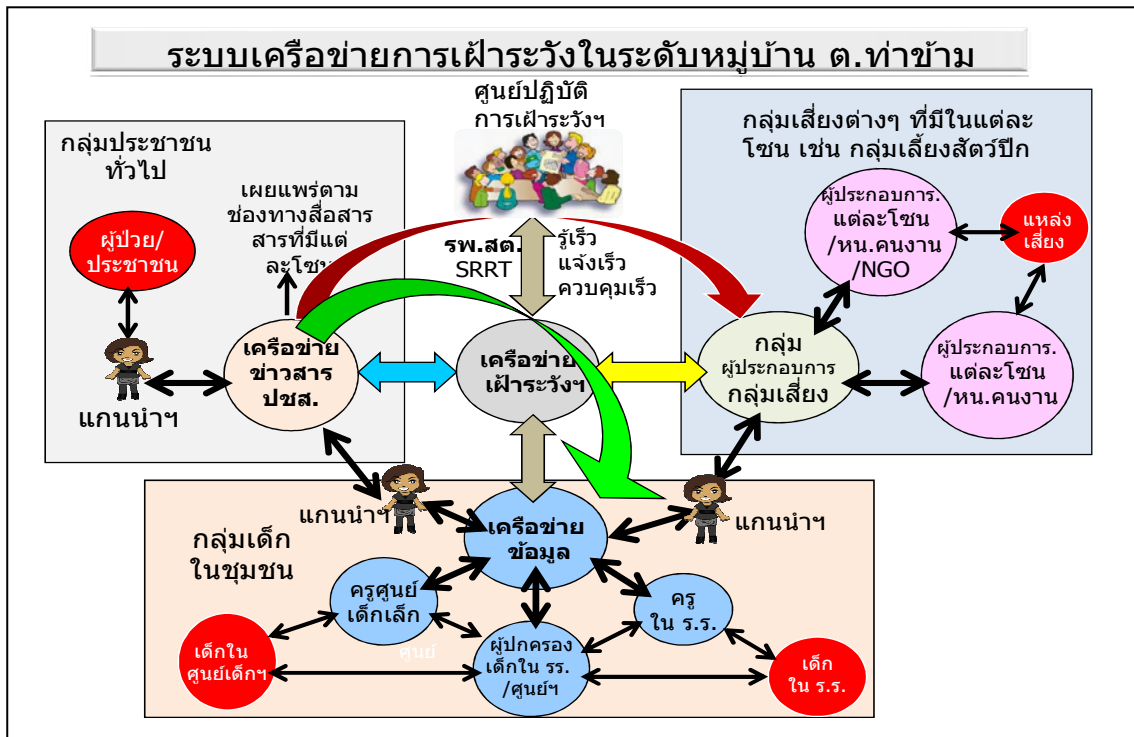 ระบบเครือข่ายการเฝ้าระวังในระดับหมู่บ้าน ต.ท่าข้าม
ศูนย์ปฏิบัติ
การเฝ้าระวังฯ
กลุ่มประชาชน
ทั่วไป
เผยแพร่ตาม
ช่องทางสื่อสาร
สารที่มีแต่
ละโซน
ผู้ป่วย/
ประชาชน
แกนนำฯ
เครือข่าย
ข่าวสาร
ปชส.
รพ.สต.
SRRT
รู้เร็ว
แจ้งเร็ว
ควบคุมเร็ว
เครือข่าย
เฝ้าระวังฯ
กลุ่มเสี่ยงต่างๆ ที่มีในแต่ละ
โซน เช่น กลุ่มเลี้ยงสัตว์ปีก
ผู้ประกอบการ.
แต่ละโซน
/หน.คนงาน
/NGO
แหล่ง
เสี่ยง
กลุ่ม
ผู้ประกอบการ
กลุ่มเสี่ยง
ผู้ประกอบการ.
แต่ละโซน
/หน.คนงาน
แกนนำฯ
แกนนำฯ
กลุ่มเด็ก
ในชุมชน
เครือข่าย
ข้อมูล
ครูศูนย์
เด็กเล็ก
ครู
ใน ร.ร.
เด็กใน
ศูนย์เด็กฯ
ศูนย์
ผู้ปกครอง
เด็กใน รร.
/ศูนย์ฯ
เด็ก
ใน ร.ร.